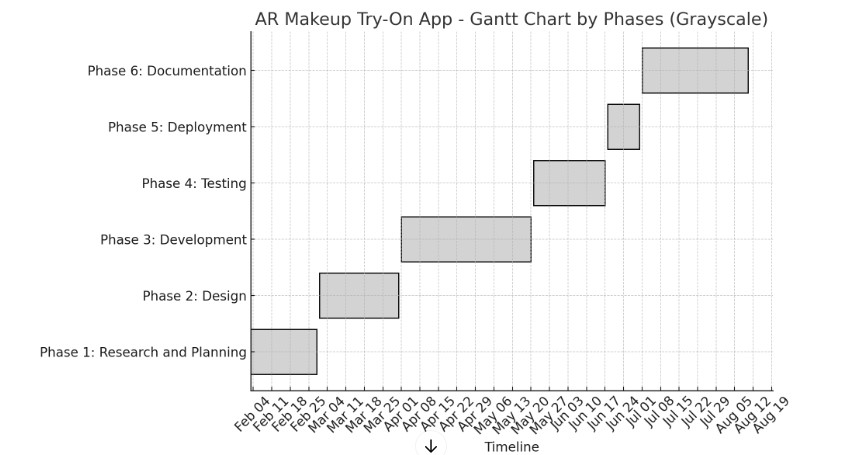 AR Makeup Try-On App - Gantt Chart by Phases (Grayscale)
Phase 6: Documentation
Phase 5: Deployment
Phase 4: Testing
Phase 3: Development
Phase 2: Design
Phase 1: Research and Planning
Feb 04
Feb 11
Feb 18
Feb 25
Mar 04
Mar 11
Mar 18
Mar 25
Apr 01
Apr 08
Apr 15
Apr 22
Apr 29
May 06
May 13
May 20
May 27
Jun 03
Jun 10
Jun 17
Jun 24
Jul 01
Jul 08
Jul 15
Jul 22
Jul 29
Aug 05
Aug 12
Aug 19
Timeline